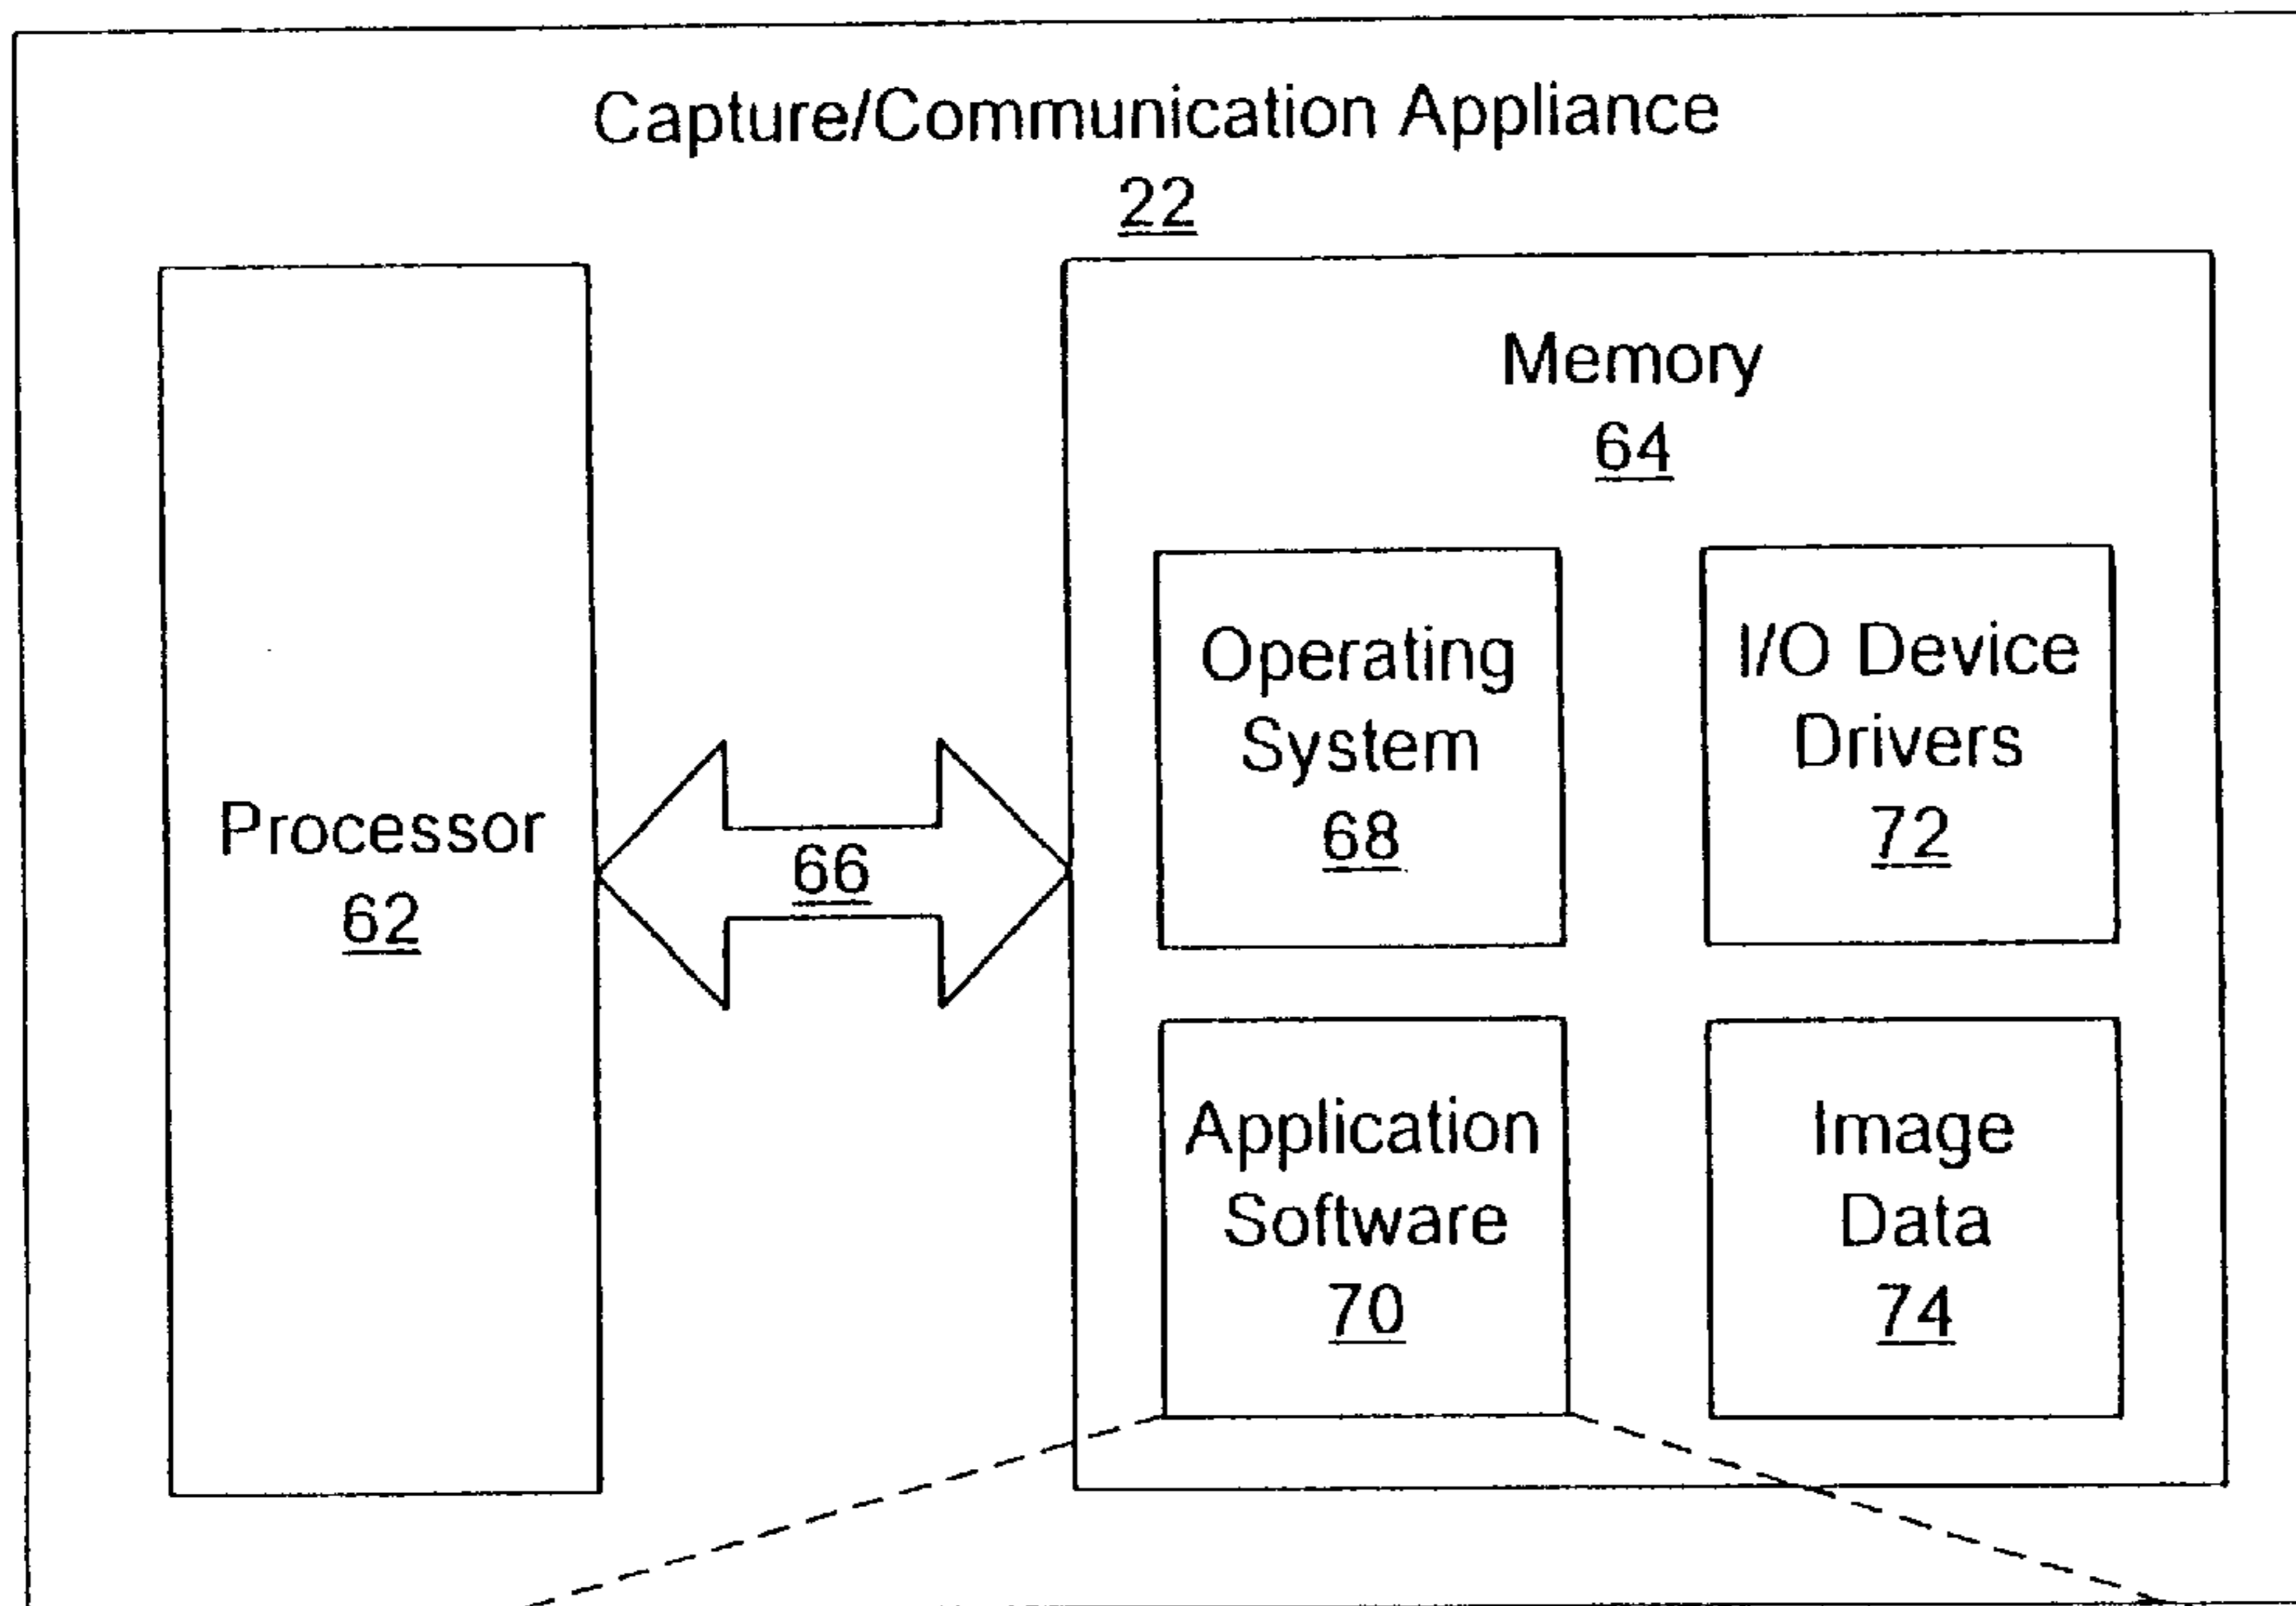 Capture/Communication Appliance
22
Memory
64
Operating
System
68
I/O Device
Drivers
72
Processor
62
66
Application
Software
70
Image
Data
74